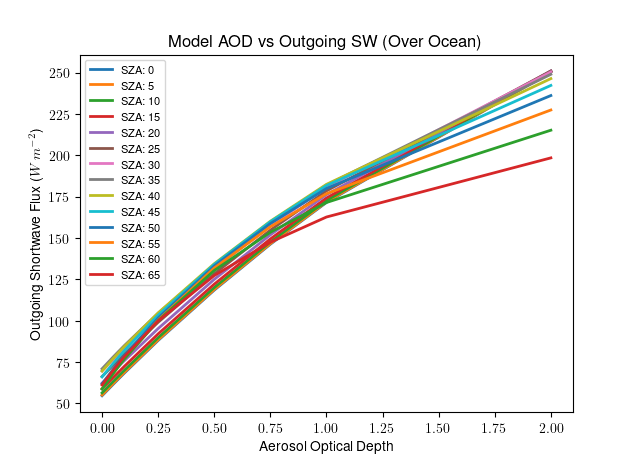 Model AOD vs Outgoing SW (Over Ocean)
Outgoing Shortwave Flux (W m⁻²)
250
225
200
175
150
125
100
75
50
SZA: 0
SZA: 5
SZA: 10
SZA: 15
SZA: 20
SZA: 25
SZA: 30
SZA: 35
SZA: 40
SZA: 45
SZA: 50
SZA: 55
SZA: 60
SZA: 65
0.00 0.25 0.50 0.75 1.00 1.25 1.50 1.75 2.00
Aerosol Optical Depth